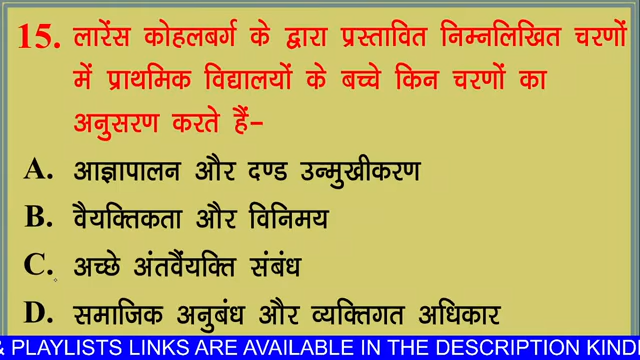 15. लारेंस कोहलबर्ग के द्वारा प्रस्तावित निम्नलिखित चरणों
में प्राथमिक विद्यालयों के बच्चे किन चरणों का
अनुसरण करते हैं-
A. आज्ञापालन और दण्ड उन्मुखीकरण
B. वैयक्तिकता और विनिमय
C. अच्छे अंतर्वैयक्ति संबंध
D. समाजिक अनुबंध और व्यक्तिगत अधिकार
& PLAYLISTS LINKS ARE AVAILABLE IN THE DESCRIPTION KIND